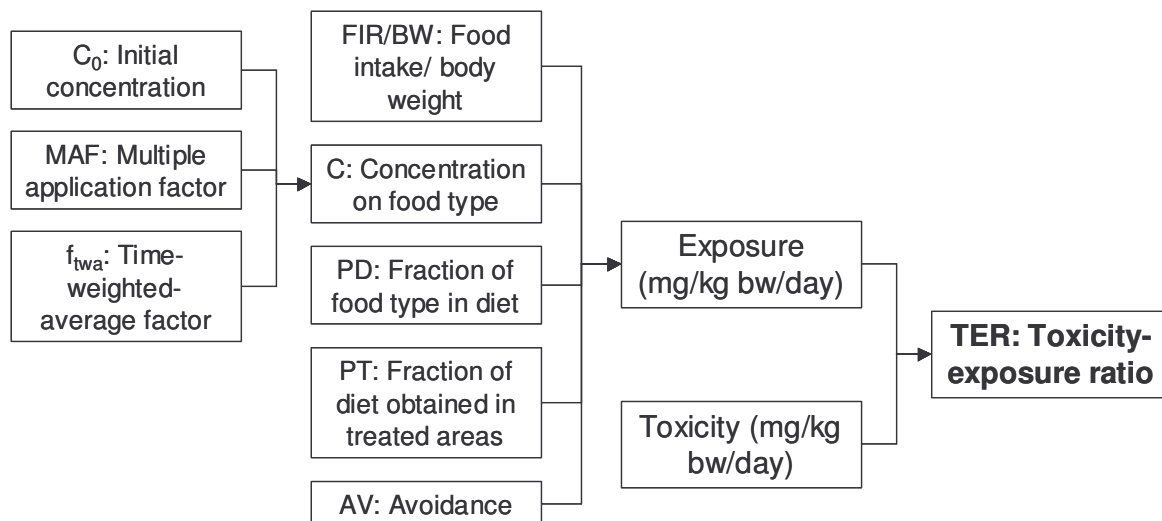 C₀: Initial
concentration
MAF: Multiple
application factor
fₜwₐ: Time-
weighted-
average factor
FIR/BW: Food
intake/ body
weight
C: Concentration
on food type
PD: Fraction of
food type in diet
PT: Fraction of
diet obtained in
treated areas
AV: Avoidance
Exposure
(mg/kg bw/day)
Toxicity (mg/kg
bw/day)
TER: Toxicity-
exposure ratio